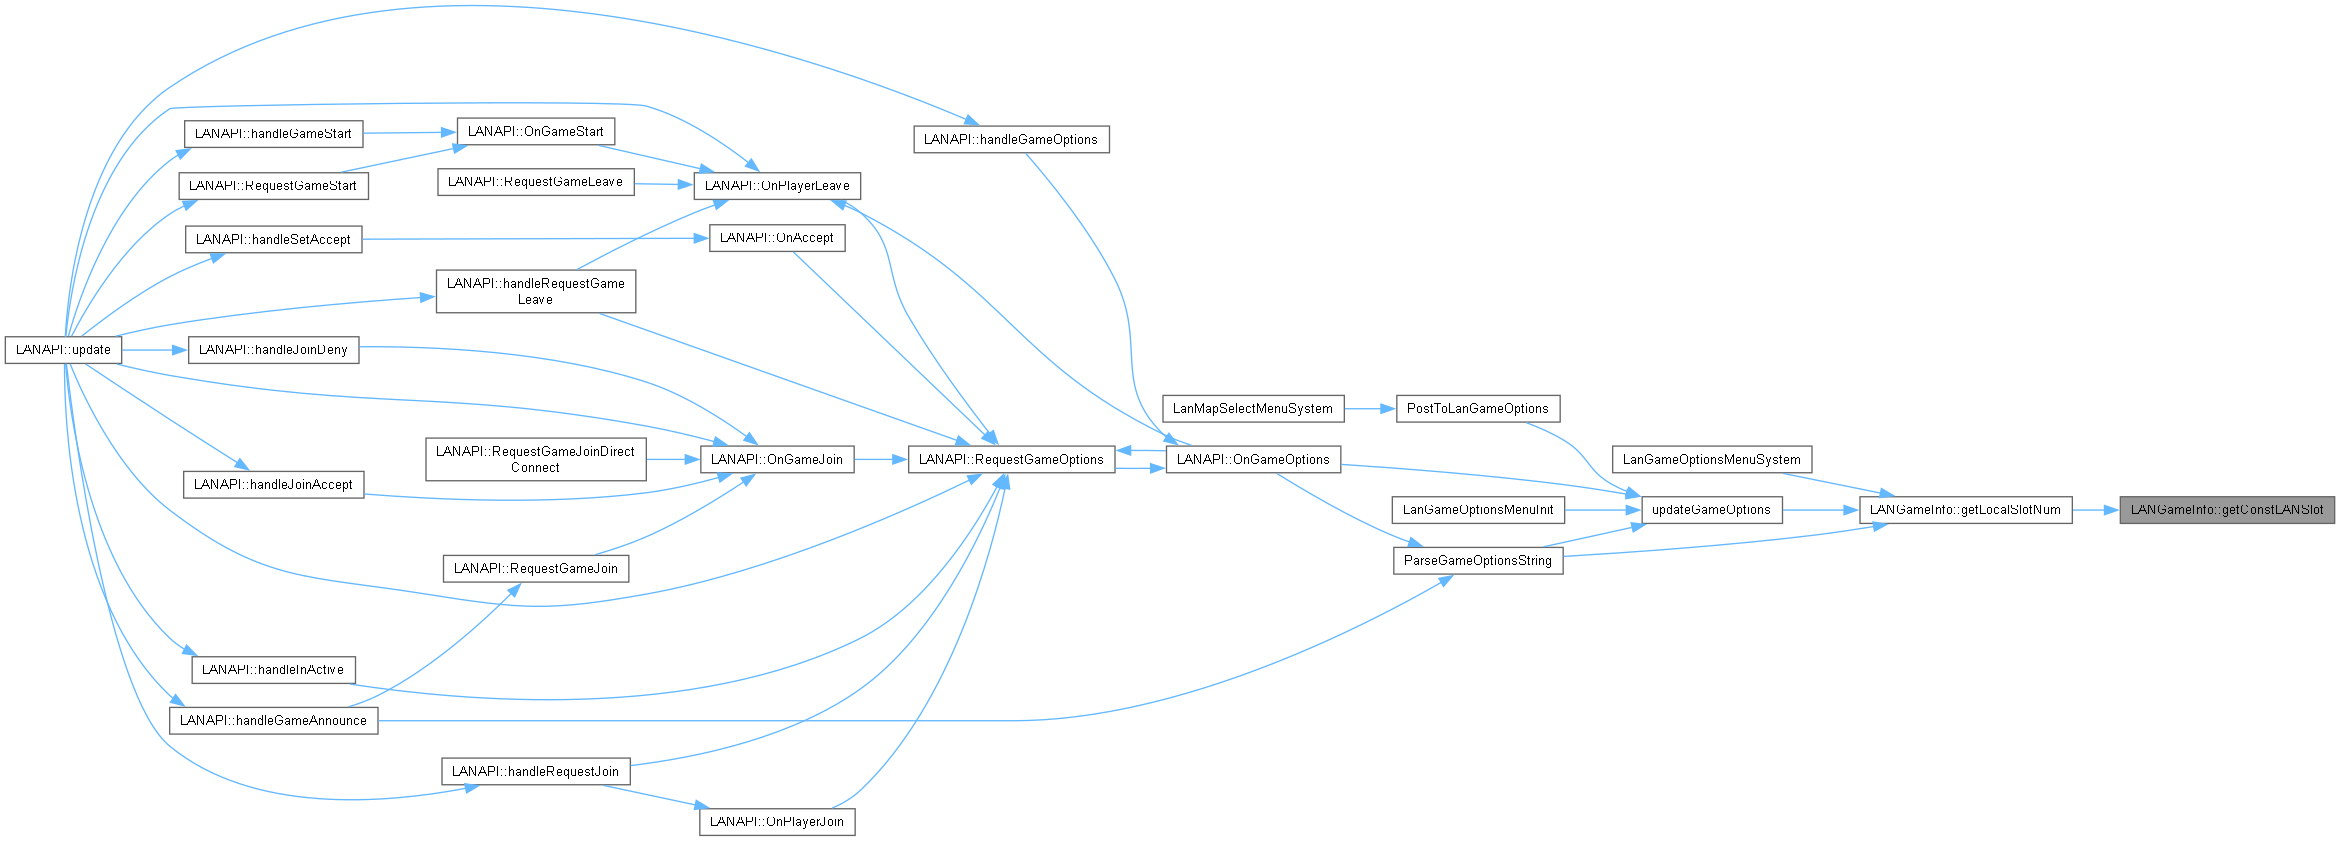 LANAPI::handleGameStart
LANAPI::OnGameStart
LANAPI::handleGameOptions
LANAPI::RequestGameStart
LANAPI::RequestGameLeave
LANAPI::OnPlayerLeave
LANAPI::handleSetAccept
LANAPI::OnAccept
LANAPI::handleRequestGame
Leave
LANAPI::update
LANAPI::handleJoinDeny
LanMapSelectMenuSystem
PostToLanGameOptions
LANAPI::RequestGameJoinDirect
Connect
LANAPI::OnGameJoin
LANAPI::RequestGameOptions
LANAPI::OnGameOptions
LanGameOptionsMenuSystem
LANAPI::handleJoinAccept
LanGameOptionsMenuInit
updateGameOptions
LANGameInfo::getLocalSlotNum
LANGameInfo::getConstLANSlot
LANAPI::RequestGameJoin
ParseGameOptionsString
LANAPI::handleInActive
LANAPI::handleGameAnnounce
LANAPI::handleRequestJoin
LANAPI::OnPlayerJoin